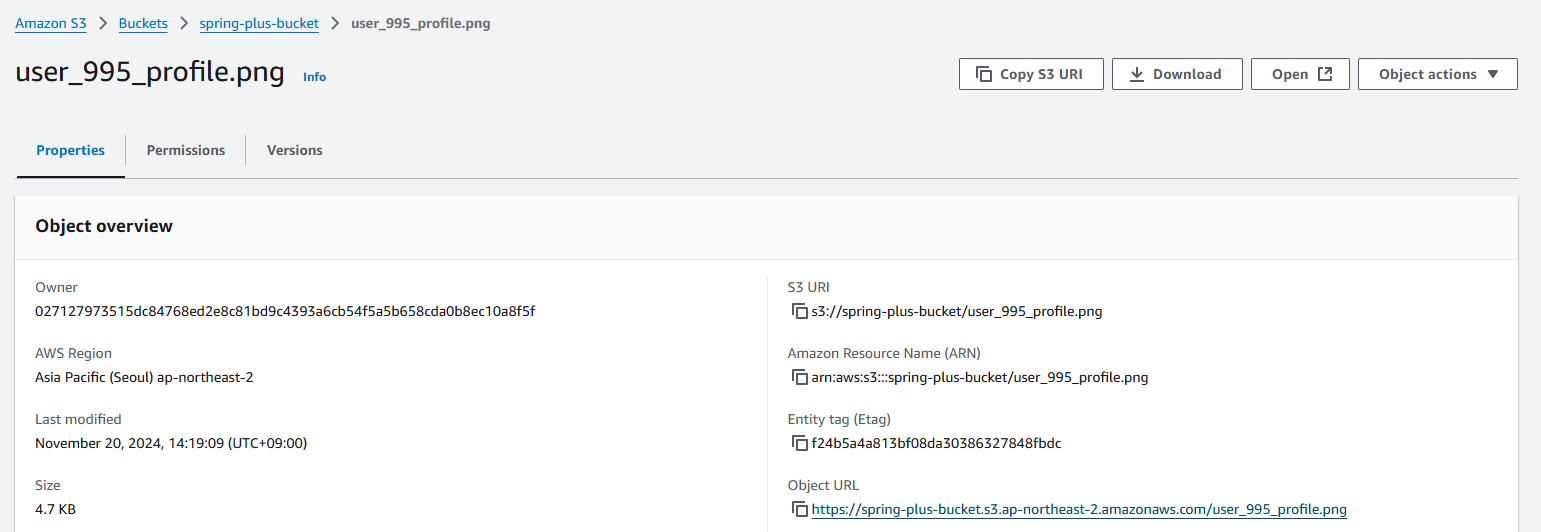 Amazon S3 > Buckets > spring-plus-bucket > user_995_profile.png
user_995_profile.png Info
Copy S3 URI Download Open Object actions
Properties Permissions Versions
Object overview
Owner
027127973515dc84768ed2e8c81bd9c4393a6cb54f5a5b658cda0b8ec10a8f5f
AWS Region
Asia Pacific (Seoul) ap-northeast-2
Last modified
November 20, 2024, 14:19:09 (UTC+09:00)
Size
4.7 KB
S3 URI
s3://spring-plus-bucket/user_995_profile.png
Amazon Resource Name (ARN)
arn:aws:s3:::spring-plus-bucket/user_995_profile.png
Entity tag (Etag)
f24b5a4a813bf08da30386327848fbdc
Object URL
https://spring-plus-bucket.s3.ap-northeast-2.amazonaws.com/user_995_profile.png